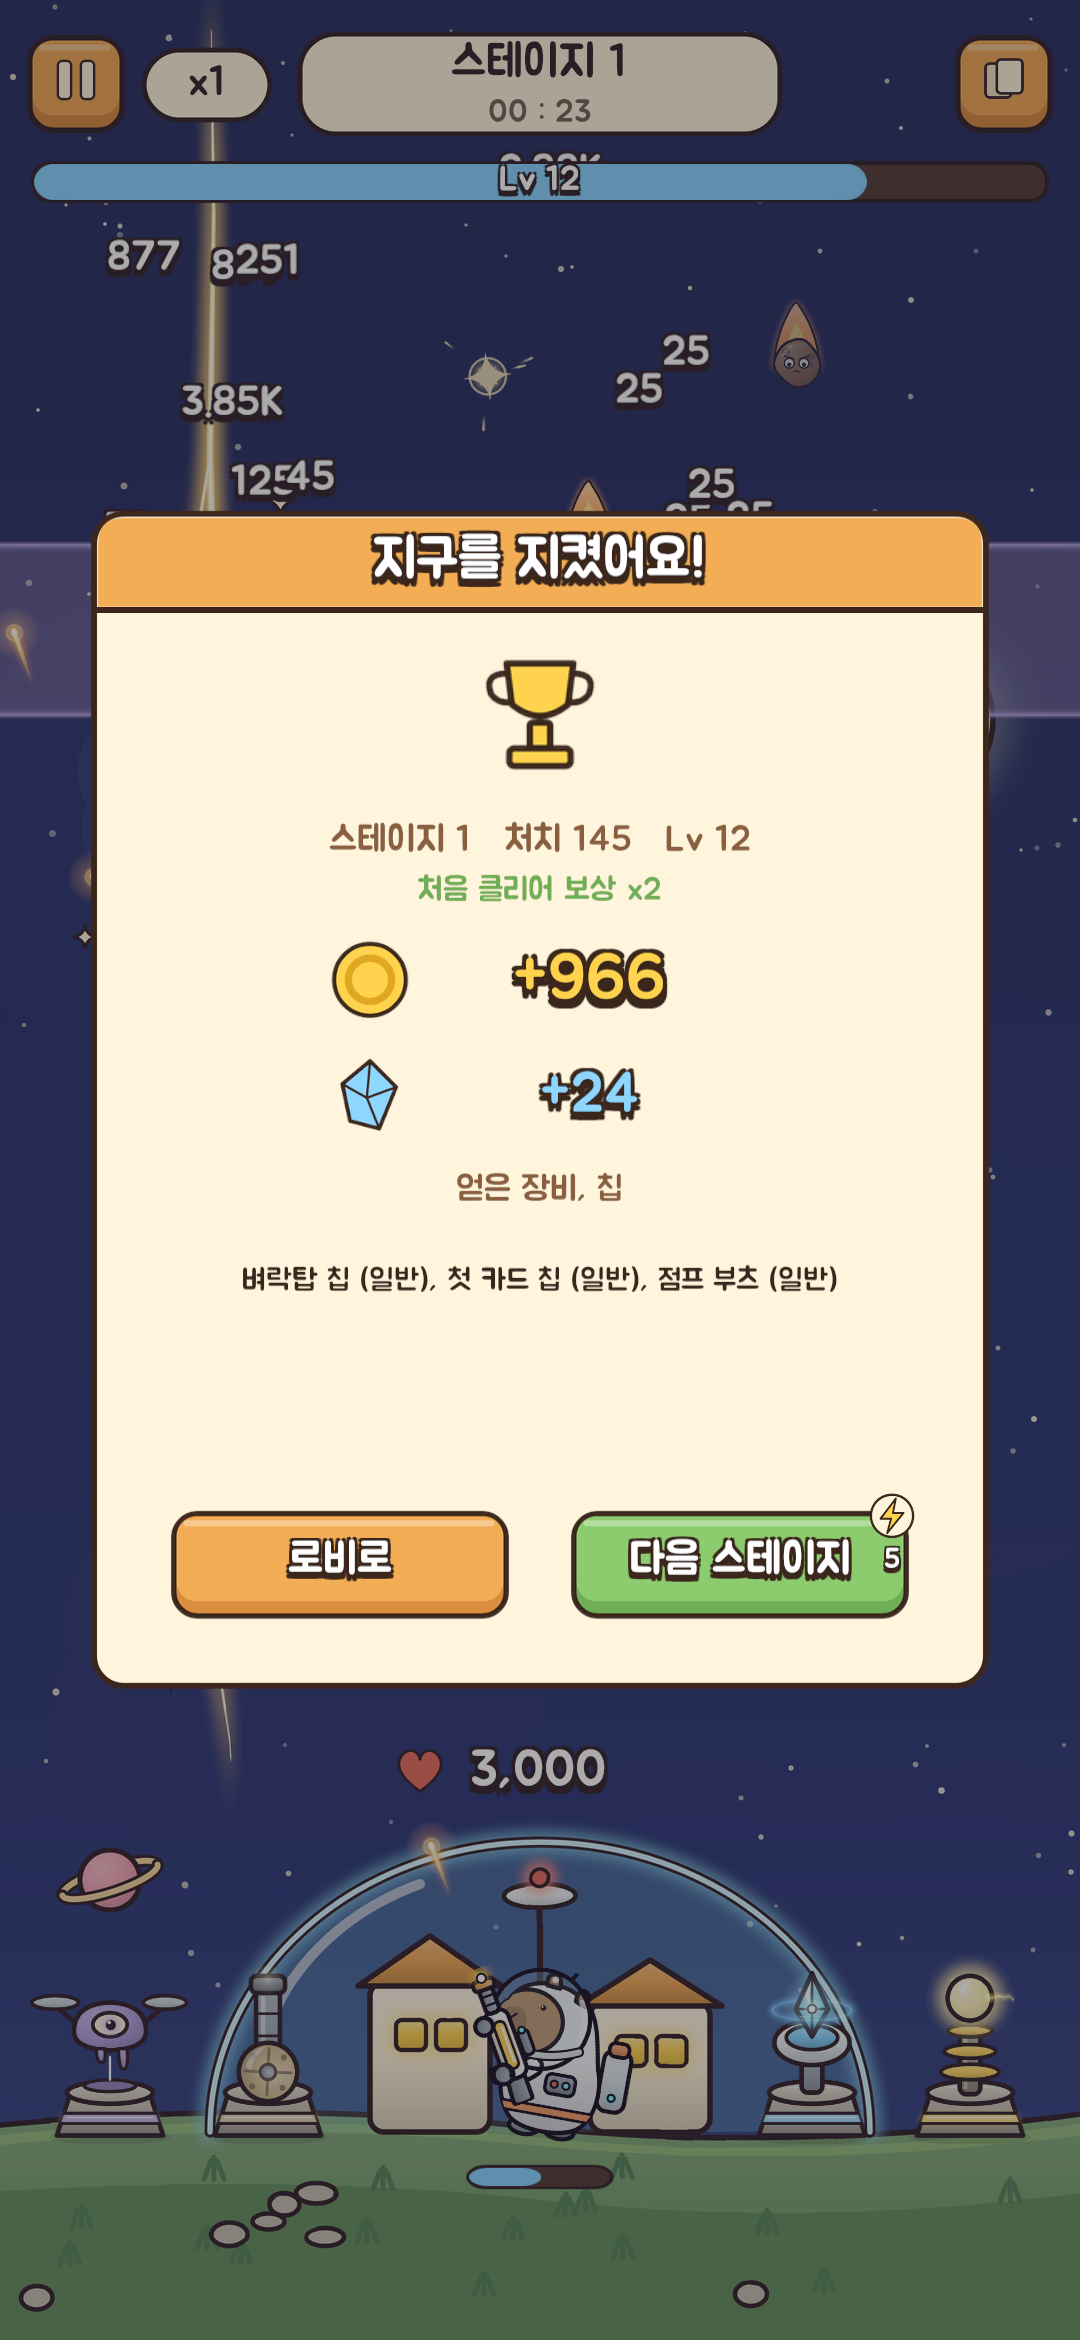 스테이지 1
x1
00 : 23
Lv 12
877
8251
25
25
3.85K
25
125
45
지구를 지켰어요!
스테이지 1 처치 145 Lv 12
처음 클리어 보상 x2
+966
+24
얻은 장비, 칩
벼락탑 칩 (일반), 첫 카드 칩 (일반), 점프 부츠 (일반)
로비로
다음 스테이지 5
3,000